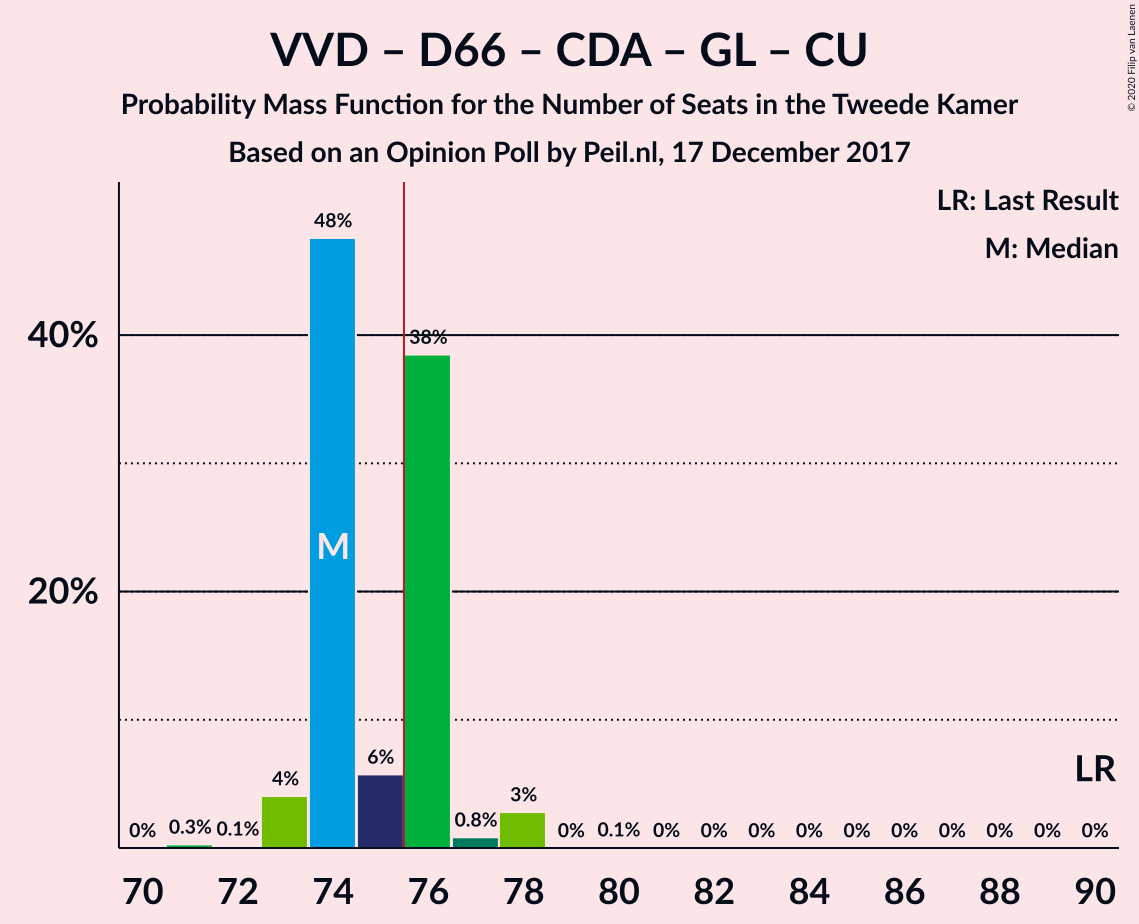 VVD – D66 – CDA – GL – CU
Probability Mass Function for the Number of Seats in the Tweede Kamer
Based on an Opinion Poll by Peil.nl, 17 December 2017
© 2020 Filip van Laenen
LR: Last Result
M: Median
40%
20%
48%
38%
M
6%
4%
3%
0.8%
0% 0.3% 0.1% 0% 0.1% 0% 0% 0% 0% 0% 0% 0% 0% 0% 0%
LR
70 72 74 76 78 80 82 84 86 88 90